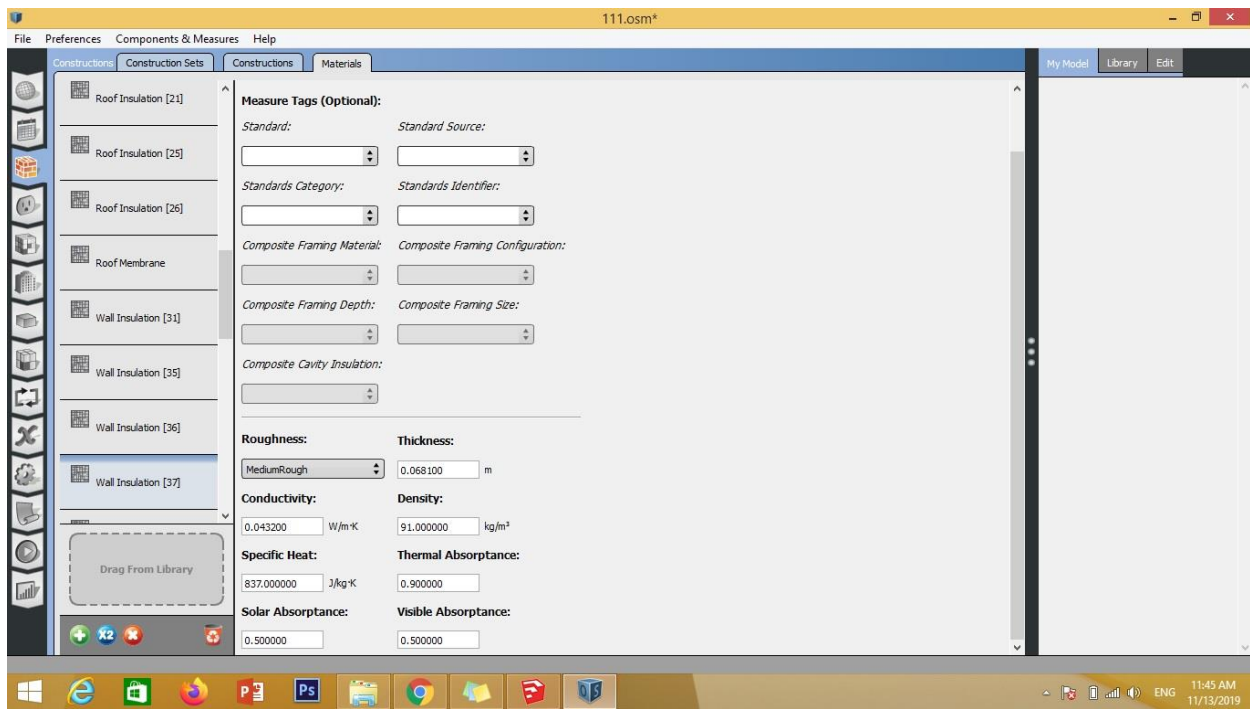 111.osm*
File Preferences Components & Measures Help
Constructions Construction Sets Constructions Materials
My Model Library Edit
Roof Insulation [21]
Roof Insulation [25]
Roof Insulation [26]
Roof Membrane
Wall Insulation [31]
Wall Insulation [35]
Wall Insulation [36]
Wall Insulation [37]
Drag From Library
X2
Measure Tags (Optional):
Standard: Standard Source:
Standards Category: Standards Identifier:
Composite Framing Material: Composite Framing Configuration:
Composite Framing Depth: Composite Framing Size:
Composite Cavity Insulation:
Roughness: Thickness:
MediumRough 0.068100 m
Conductivity: Density:
0.043200 W/m·K 91.000000 kg/m³
Specific Heat: Thermal Absorptance:
837.000000 J/kg·K 0.900000
Solar Absorptance: Visible Absorptance:
0.500000 0.500000
Ps
OS
ENG 11:45 AM
11/13/2019